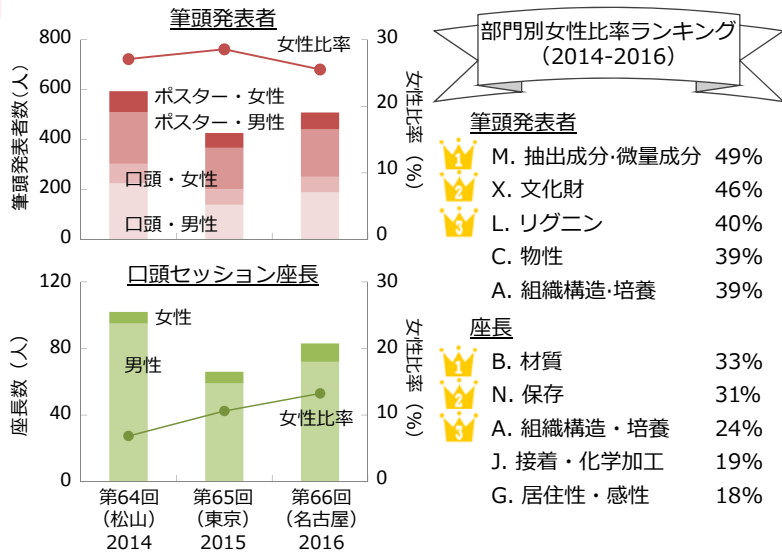 筆頭発表者
800
600
400
200
0
筆頭発表者数(人)
30
20
10
0
女性比率（%）
女性比率
ポスター・女性
ポスター・男性
口頭・女性
口頭・男性
口頭セッション座長
120
80
40
0
座長数（人）
30
20
10
0
女性比率(%)
女性
男性
女性比率
第64回
（松山）
2014
第65回
（東京）
2015
第66回
（名古屋）
2016
部門別女性比率ランキング
（2014-2016）
筆頭発表者
1 M. 抽出成分·微量成分 49%
2 X. 文化財 46%
3 L. リグニン 40%
C. 物性 39%
A. 組織構造·培養 39%
座長
1 B. 材質 33%
2 N. 保存 31%
3 A. 組織構造・培養 24%
J. 接着・化学加工 19%
G. 居住性・感性 18%